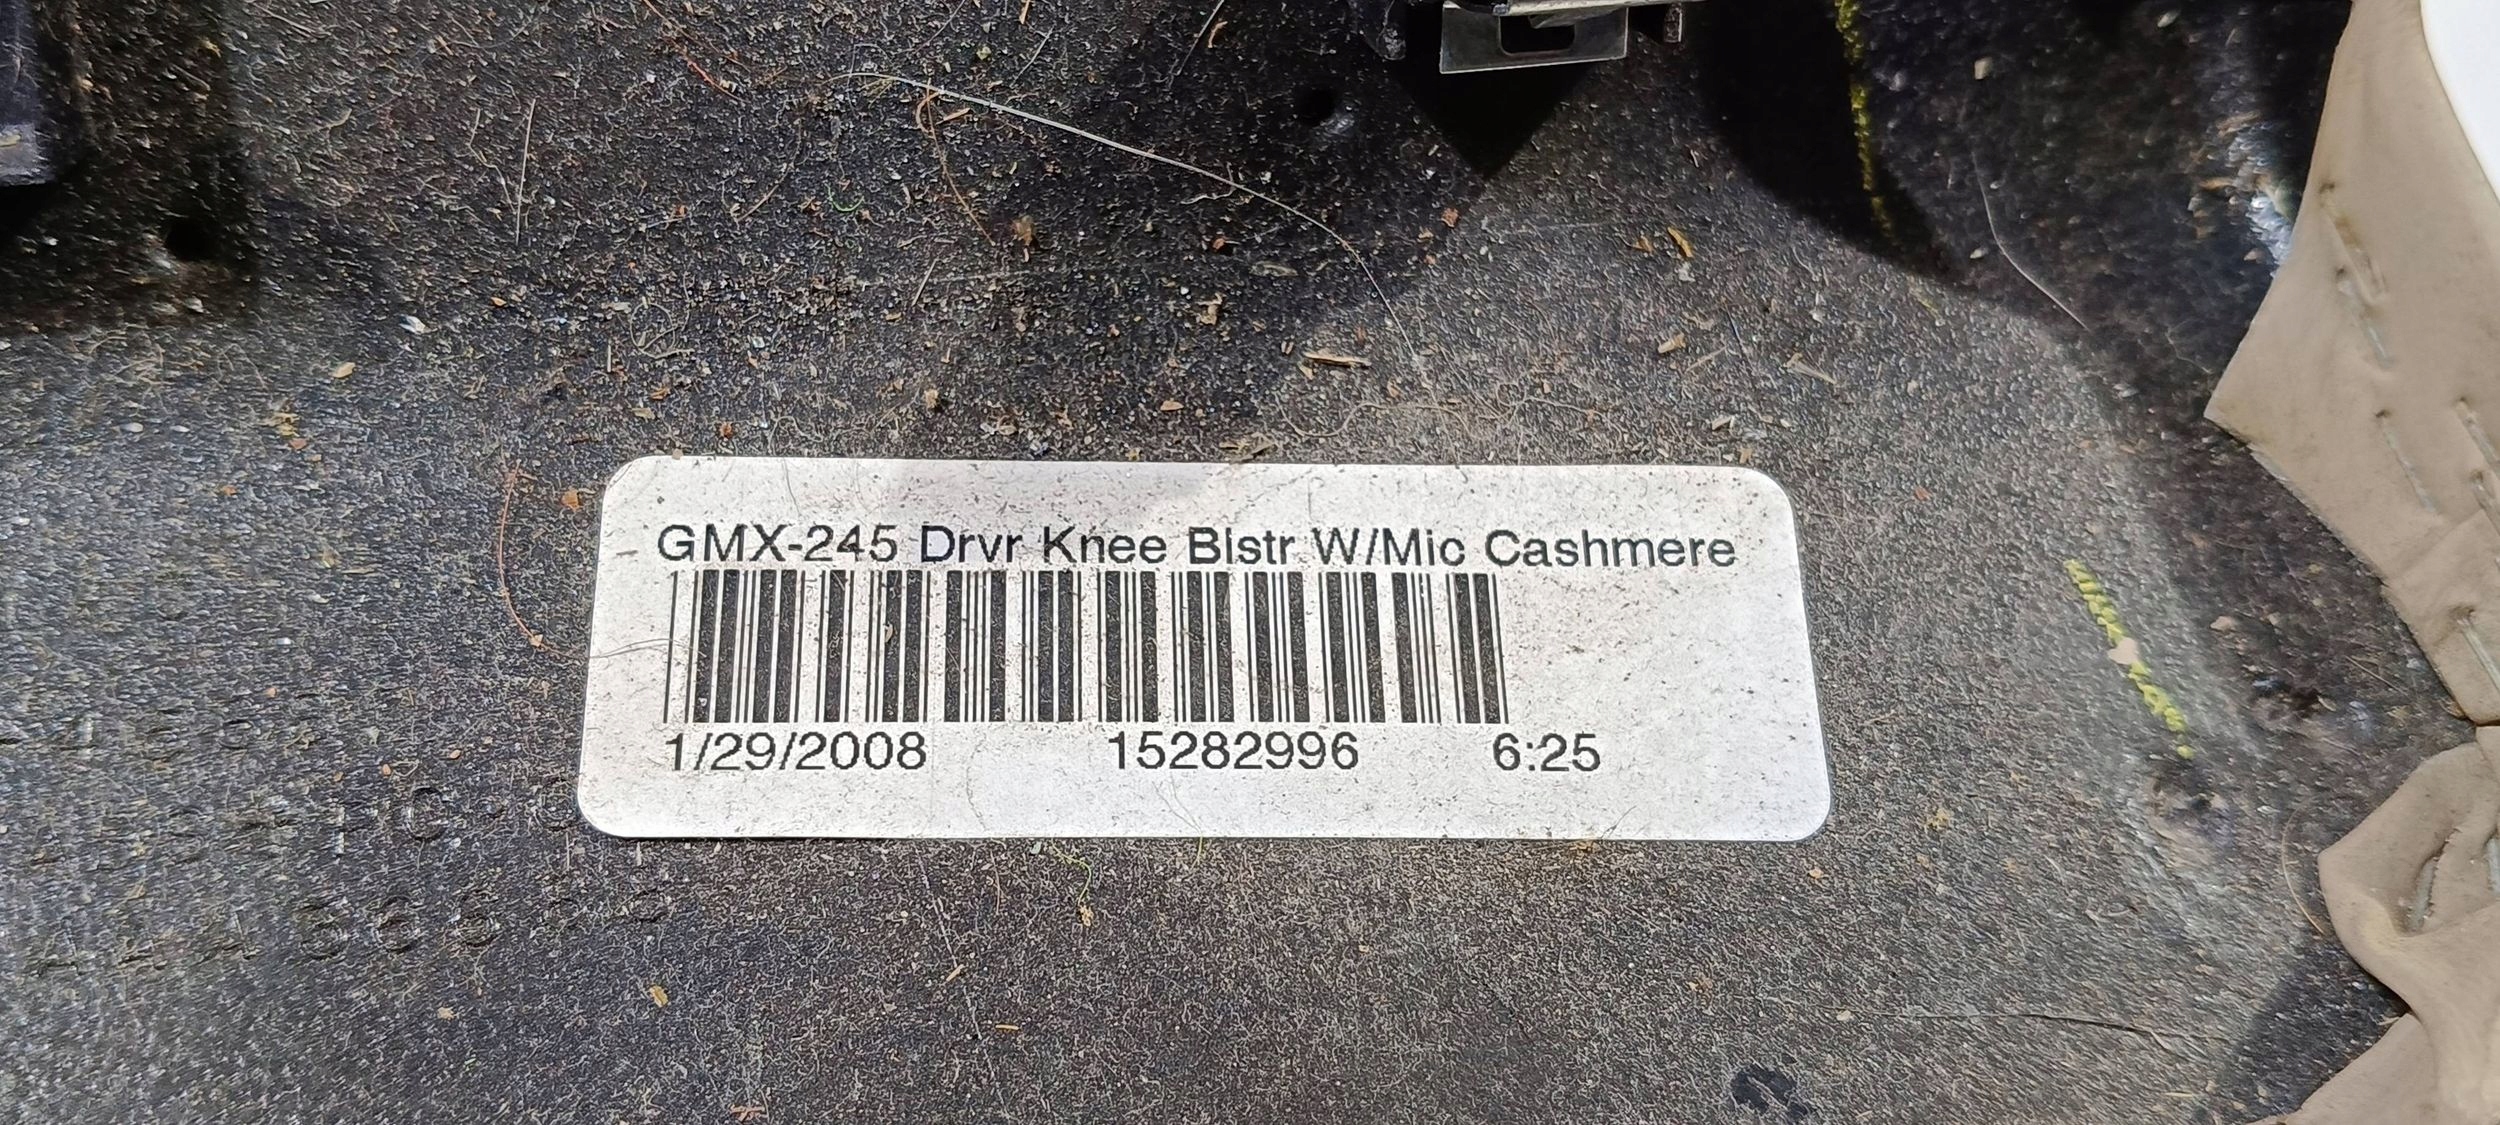 GMX-245 Drvr Knee Blstr W/Mic Cashmere
1/29/2008 15282996 6:25